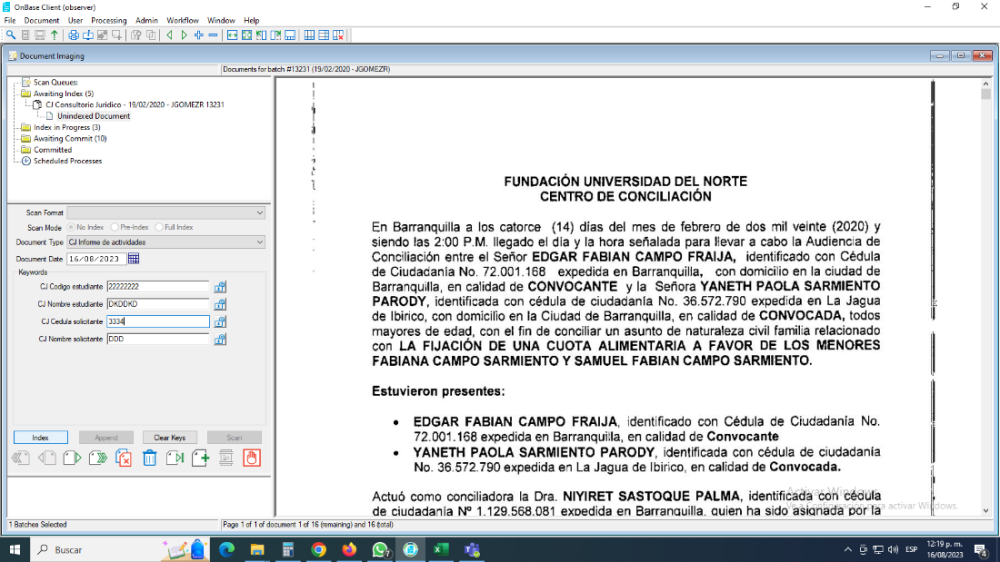 OnBase Client (observer)
File Document User Processing Admin Workflow Window Help
Document Imaging
Documents for batch #13231 (19/02/2020 - JGOMEZR)
Scan Queues:
Awaiting Index (5)
CJ Consultorio Juridico - 19/02/2020 - JGOMEZR 13231
Unindexed Document
Index in Progress (3)
Awaiting Commit (10)
Committed
Scheduled Processes
Scan Format
Scan Mode No Index Pre-Index Full Index
Document Type CJ Informe de actividades
Document Date 16/08/2023
Keywords
CJ Codigo estudiante 22222222
CJ Nombre estudiante DKDDKD
CJ Cedula solicitante 3334
CJ Nombre solicitante DDD
Index Append Clear Keys Scan
1 Batches Selected
FUNDACIÓN UNIVERSIDAD DEL NORTE
CENTRO DE CONCILIACIÓN
En Barranquilla a los catorce (14) días del mes de febrero de dos mil veinte (2020) y
siendo las 2:00 P.M. llegado el día y la hora señalada para llevar a cabo la Audiencia de
Conciliación entre el Señor EDGAR FABIAN CAMPO FRAIJA, identificado con Cédula
de Ciudadanía No. 72.001.168 expedida en Barranquilla, con domicilio en la ciudad de
Barranquilla, en calidad de CONVOCANTE y la Señora YANETH PAOLA SARMIENTO
PARODY, identificada con cédula de ciudadanía No. 36.572.790 expedida en La Jagua
de Ibirico, con domicilio en la Ciudad de Barranquilla, en calidad de CONVOCADA, todos
mayores de edad, con el fin de conciliar un asunto de naturaleza civil familia relacionado
con LA FIJACIÓN DE UNA CUOTA ALIMENTARIA A FAVOR DE LOS MENORES
FABIANA CAMPO SARMIENTO Y SAMUEL FABIAN CAMPO SARMIENTO.
Estuvieron presentes:
• EDGAR FABIAN CAMPO FRAIJA, identificado con Cédula de Ciudadanía No.
72.001.168 expedida en Barranquilla, en calidad de Convocante
• YANETH PAOLA SARMIENTO PARODY, identificada con cédula de ciudadanía
No. 36.572.790 expedida en La Jagua de Ibirico, en calidad de Convocada.
Actuó como conciliadora la Dra. NIYIRET SASTOQUE PALMA, identificada con cédula
de ciudadanía Nº 1.129.568.081 expedida en Barranquilla, quien ha sido asignada por la
Activar Windows
Ve a Configuración para activar Windows.
Page 1 of 1 of document 1 of 16 (remaining) and 16 (total)
Buscar
7
ESP
12:19 p. m.
16/08/2023
4